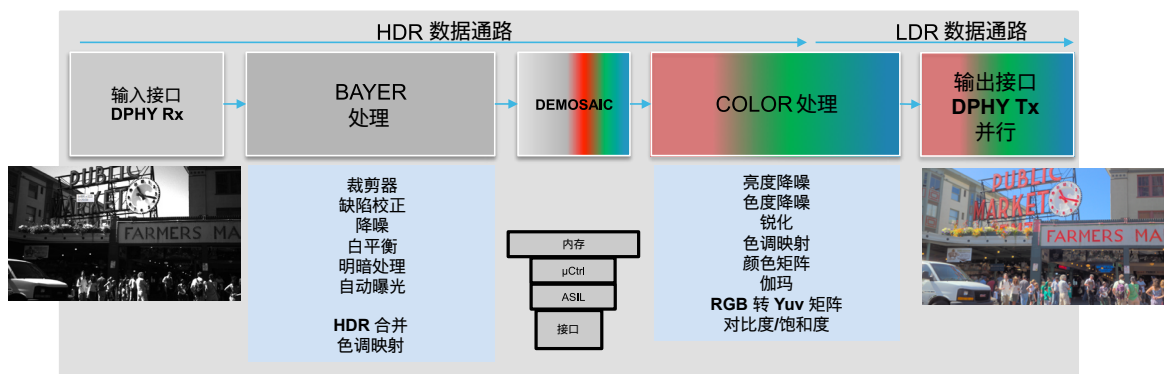 HDR 数据通路
LDR 数据通路
输入接口
DPHY Rx
BAYER
处理
DEMOSAIC
COLOR 处理
输出接口
DPHY Tx
并行
PUBLIC
MARKET
FARMERS MA
裁剪器
缺陷校正
降噪
白平衡
明暗处理
自动曝光
HDR 合并
色调映射
内存
μCtrl
ASIL
接口
亮度降噪
色度降噪
锐化
色调映射
颜色矩阵
伽玛
RGB 转 Yuv 矩阵
对比度/饱和度
PUBLIC
MARKET
FARMERS MA